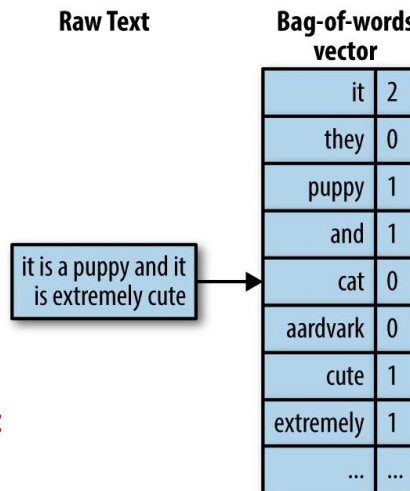 Raw Text
Bag-of-words
vector
it 2
they 0
puppy 1
and 1
it is a puppy and it
is extremely cute
cat 0
aardvark 0
cute 1
extremely 1
... ...